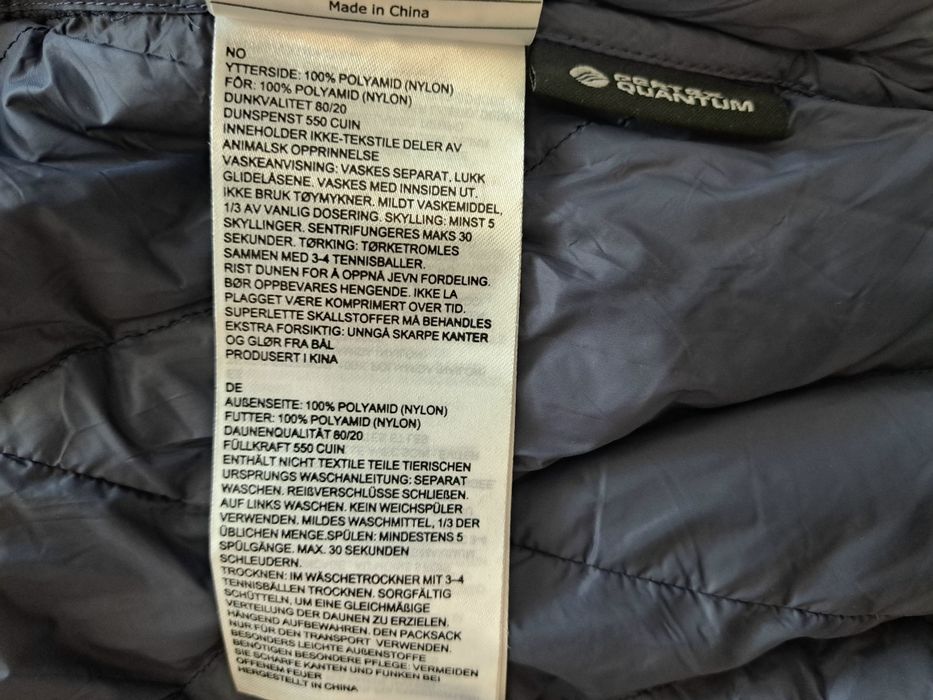 Made in China
PERTEX
QUANTUM
NO
YTTERSIDE: 100% POLYAMID (NYLON)
FÔR: 100% POLYAMID (NYLON)
DUNKVALITET 80/20
DUNSPENST 550 CUIN
INNEHOLDER IKKE-TEKSTILE DELER AV
ANIMALSK OPPRINNELSE
VASKEANVISNING: VASKES SEPARAT. LUKK
GLIDELÅSENE. VASKES MED INNSIDEN UT.
IKKE BRUK TØYMYKNER. MILDT VASKEMIDDEL,
1/3 AV VANLIG DOSERING. SKYLLING: MINST 5
SKYLLINGER. SENTRIFUGERES MAKS 30
SEKUNDER. TØRKING: TØRKETROMLES
SAMMEN MED 3-4 TENNISBALLER.
RIST DUNEN FOR Å OPPNÅ JEVN FORDELING.
BØR OPPBEVARES HENGENDE. IKKE LA
PLAGGET VÆRE KOMPRIMERT OVER TID.
SUPERLETTE SKALLSTOFFER MÅ BEHANDLES
EKSTRA FORSIKTIG: UNNGÅ SKARPE KANTER
OG GLØR FRA BÅL
PRODUSERT I KINA
DE
AUßENSEITE: 100% POLYAMID (NYLON)
FUTTER: 100% POLYAMID (NYLON)
DAUNENQUALITÄT 80/20
FÜLLKRAFT 550 CUIN
ENTHÄLT NICHT TEXTILE TEILE TIERISCHEN
URSPRUNGS WASCHANLEITUNG: SEPARAT
WASCHEN. REIßVERSCHLÜSSE SCHLIEßEN.
AUF LINKS WASCHEN. KEIN WEICHSPÜLER
VERWENDEN. MILDES WASCHMITTEL, 1/3 DER
ÜBLICHEN MENGE.SPÜLEN: MINDESTENS 5
SPÜLGÄNGE. MAX. 30 SEKUNDEN
SCHLEUDERN.
TROCKNEN: IM WÄSCHETROCKNER MIT 3–4
TENNISBÄLLEN TROCKNEN. SORGFÄLTIG
SCHÜTTELN, UM EINE GLEICHMÄßIGE
VERTEILUNG DER DAUNEN ZU ERZIELEN.
HÄNGEND AUFBEWAHREN. DEN PACKSACK
NUR FÜR DEN TRANSPORT VERWENDEN.
BESONDERS LEICHTE AUßENSTOFFE
BENÖTIGEN BESONDERE PFLEGE: VERMEIDEN
SIE SCHARFE KANTEN UND FUNKEN BEI
OFFENEM FEUER
HERGESTELLT IN CHINA